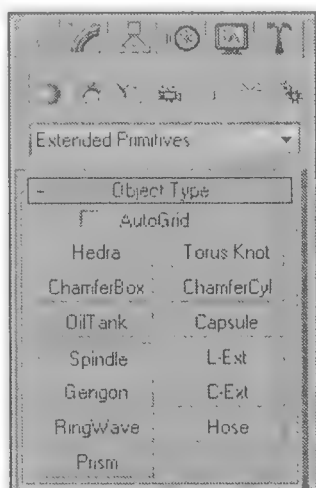 Extended Primitives
- Object Type
AutoGrid
Hedra Torus Knot
ChamferBox ChamferCyl
OilTank Capsule
Spindle L-Ext
Gengon C-Ext
RingWave Hose
Prism